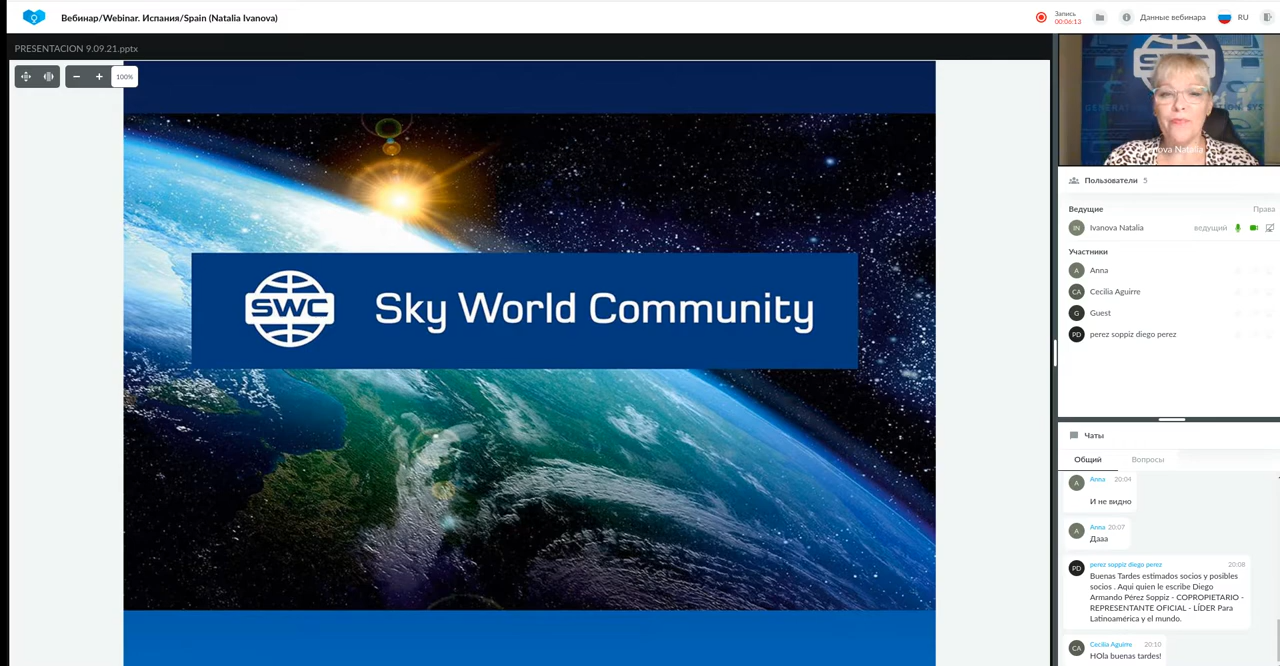 Вебинар/Webinar. Испания/Spain (Natalia Ivanova)
Запись
00:06:13
Данные вебинара
RU
PRESENTACION 9.09.21.pptx
100%
SWC
Sky World Community
SWC
Ivanova Natalia
Пользователи 5
Ведущие
Права
IN
Ivanova Natalia
ведущий
Участники
A
Anna
CA
Cecilia Aguirre
G
Guest
PD
perez soppiz diego perez
Чаты
Общий
Вопросы
A
Anna 20:04
И не видно
A
Anna 20:07
Дааа
PD
perez soppiz diego perez 20:08
Buenas Tardes estimados socios y posibles
socios . Aqui quien le escribe Diego
Armando Pérez Soppiz - COPROPIETARIO -
REPRESENTANTE OFICIAL - LÍDER Para
Latinoamérica y el mundo.
CA
Cecilia Aguirre 20:10
HOla buenas tardes!